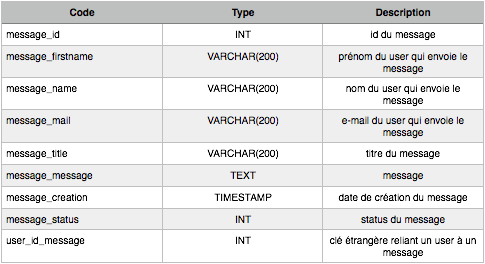 Code Type Description
message_id INT id du message
message_firstname VARCHAR(200) prénom du user qui envoie le
message
message_name VARCHAR(200) nom du user qui envoie le
message
message_mail VARCHAR(200) e-mail du user qui envoie le
message
message_title VARCHAR(200) titre du message
message_message TEXT message
message_creation TIMESTAMP date de création du message
message_status INT status du message
user_id_message INT clé étrangère reliant un user à un
message